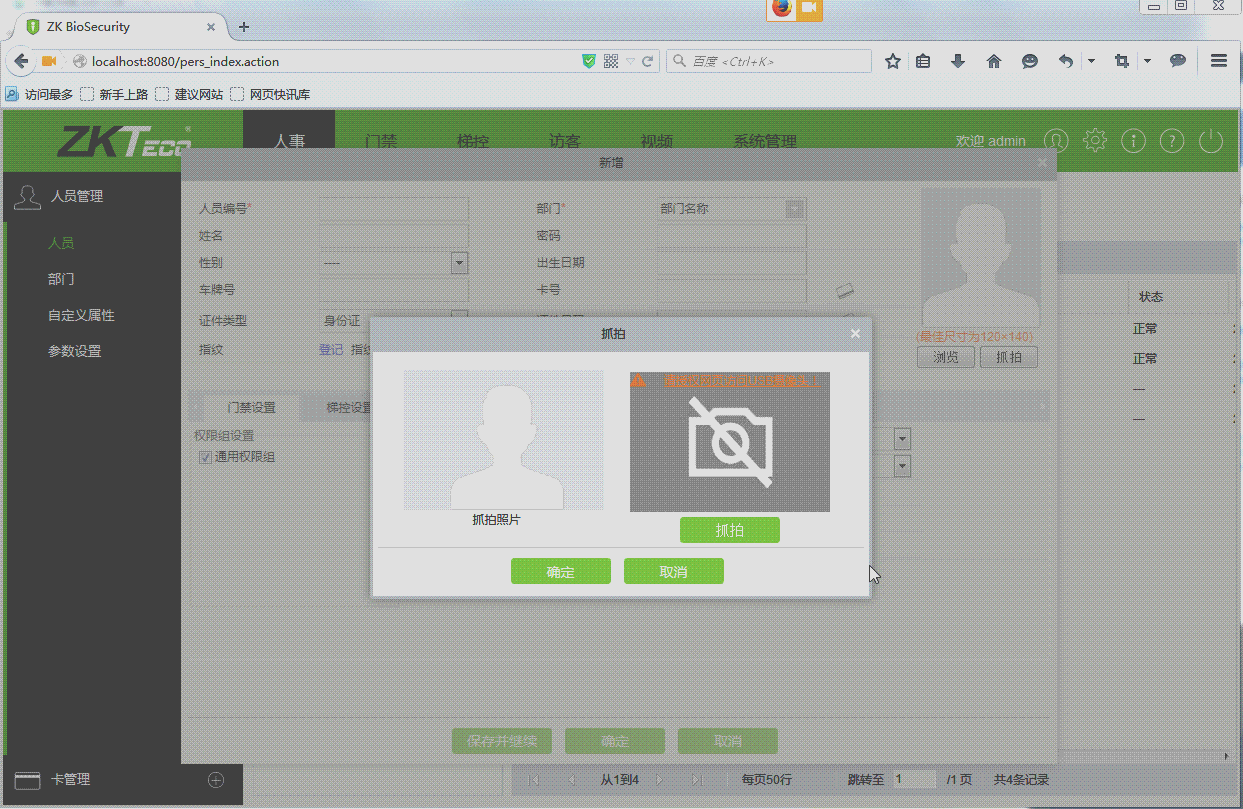 ZK BioSecurity
localhost:8080/pers_index.action
百度 <Ctrl+K>
访问最多 新手上路 建议网站 网页快讯库
ZKTeco
人事 门禁 梯控 访客 视频 系统管理 欢迎 admin
新增
人员管理
人员
部门
自定义属性
参数设置
卡管理
人员编号* 部门* 部门名称
姓名 密码
性别 ---- 出生日期
车牌号 卡号
证件类型 身份证
指纹 登记 指纹
(最佳尺寸为120×140)
浏览 抓拍
门禁设置 梯控设置
权限组设置
通用权限组
状态
正常
正常
抓拍
抓拍照片
抓拍
确定 取消
保存并继续 确定 取消
从1到4 每页50行 跳转至 1 /1 页 共4条记录